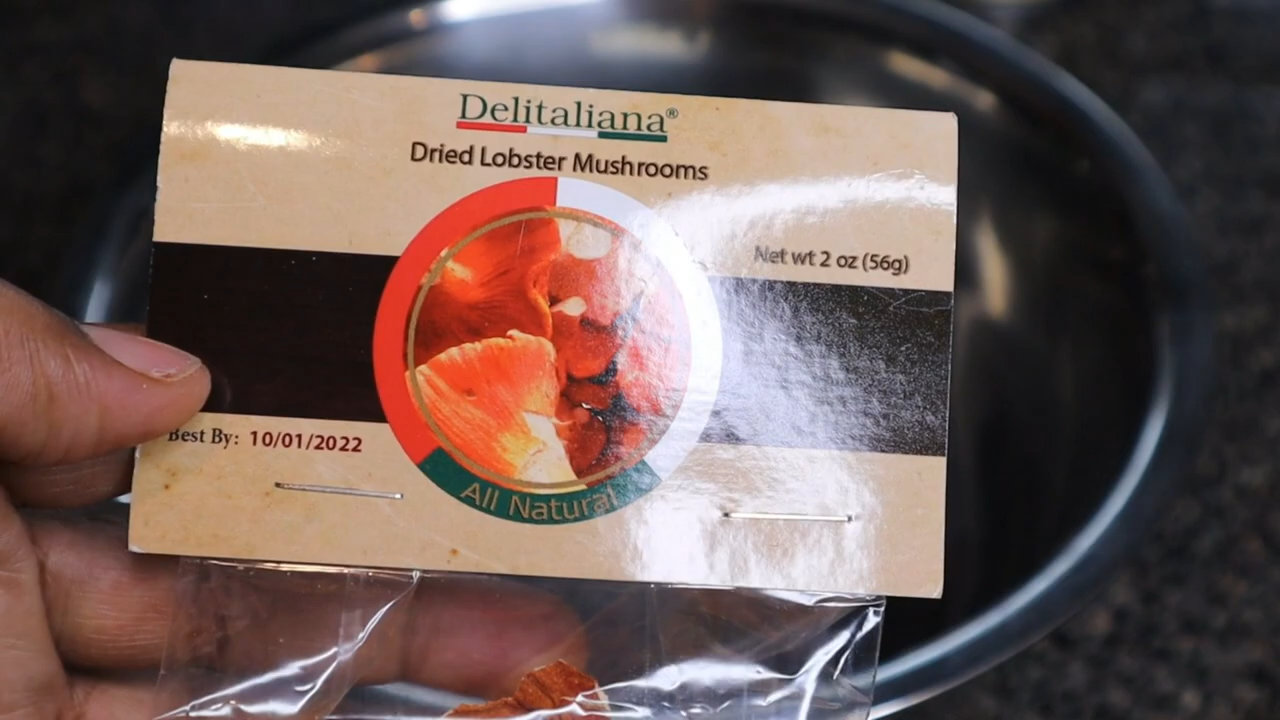 Delitaliana®
Dried Lobster Mushrooms
Net wt 2 oz (56g)
Best By: 10/01/2022
All Natural